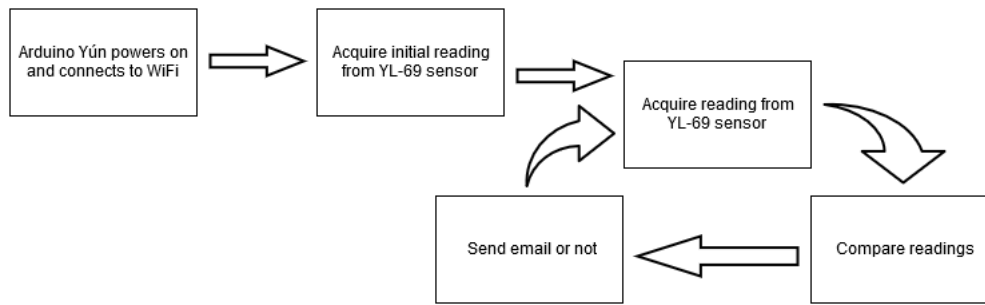 Arduino Yún powers on
and connects to WiFi
Acquire initial reading
from YL-69 sensor
Acquire reading from
YL-69 sensor
Compare readings
Send email or not